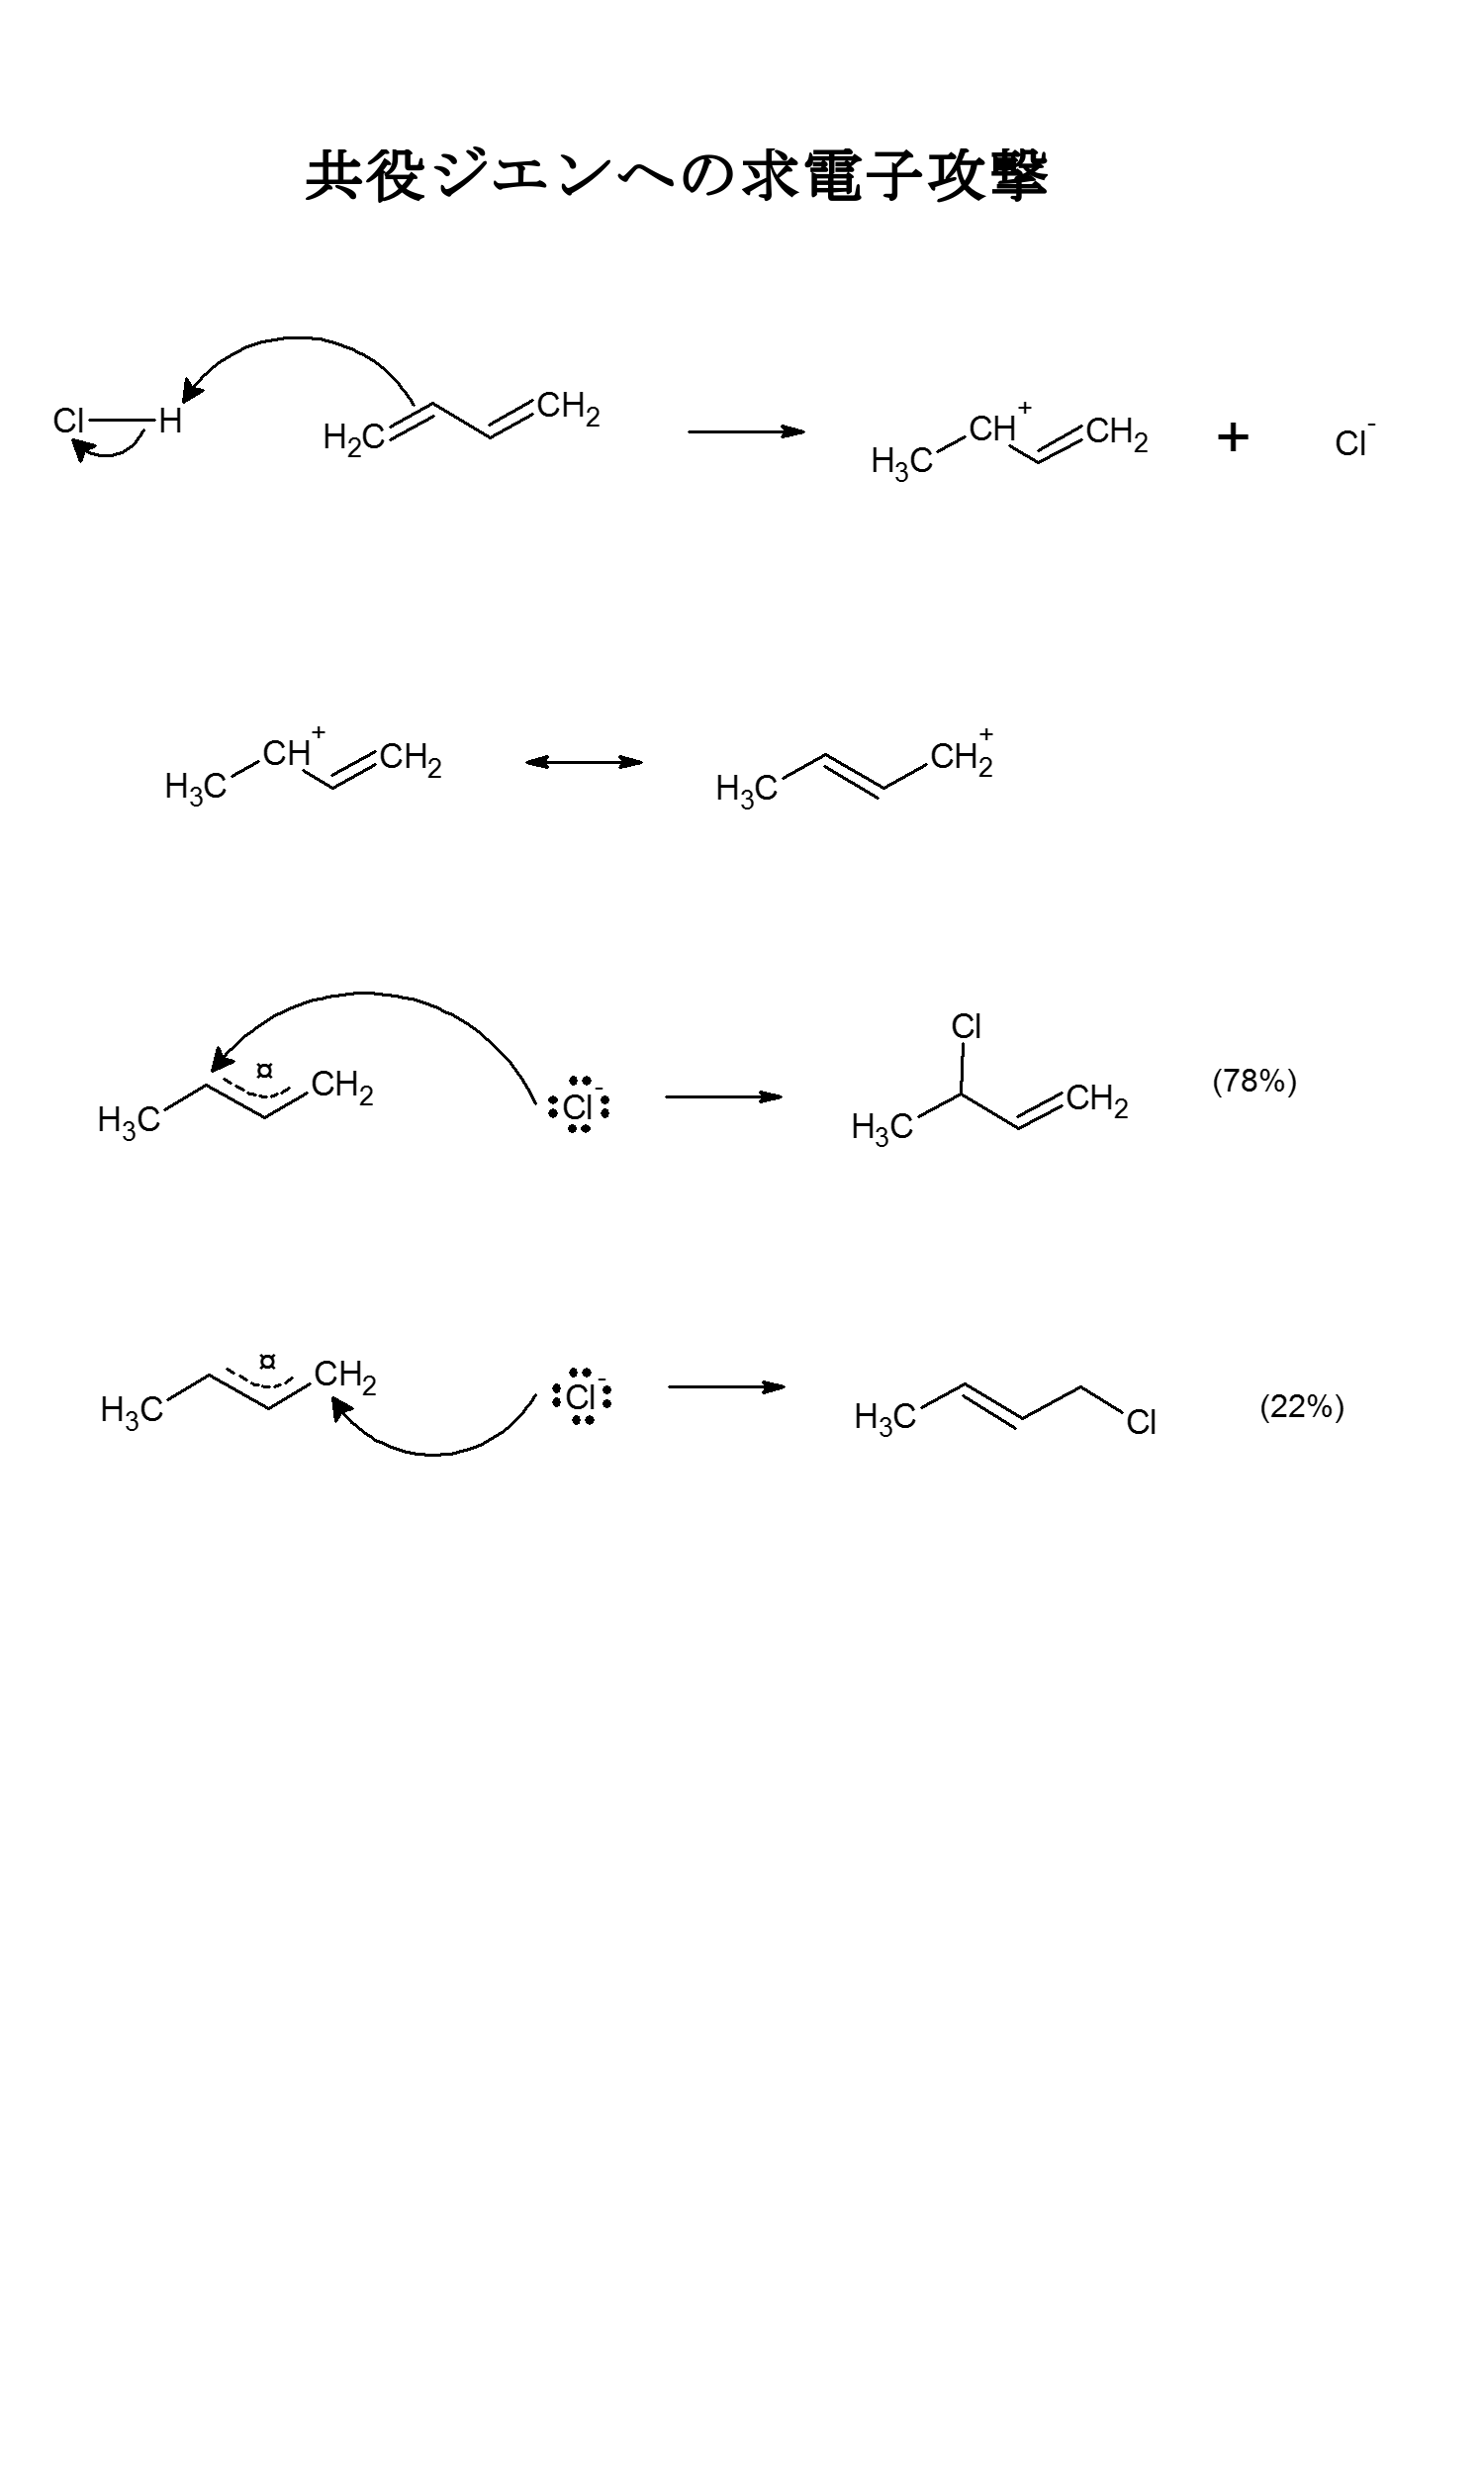 共役ジエンへの求電子攻撃
Cl H H₂C CH₂ H₃C CH⁺ CH₂ + Cl⁻
H₃C CH⁺ CH₂ H₃C CH₂⁺
H₃C ¤ CH₂ Cl⁻ H₃C Cl CH₂ (78%)
H₃C ¤ CH₂ Cl⁻ H₃C Cl (22%)